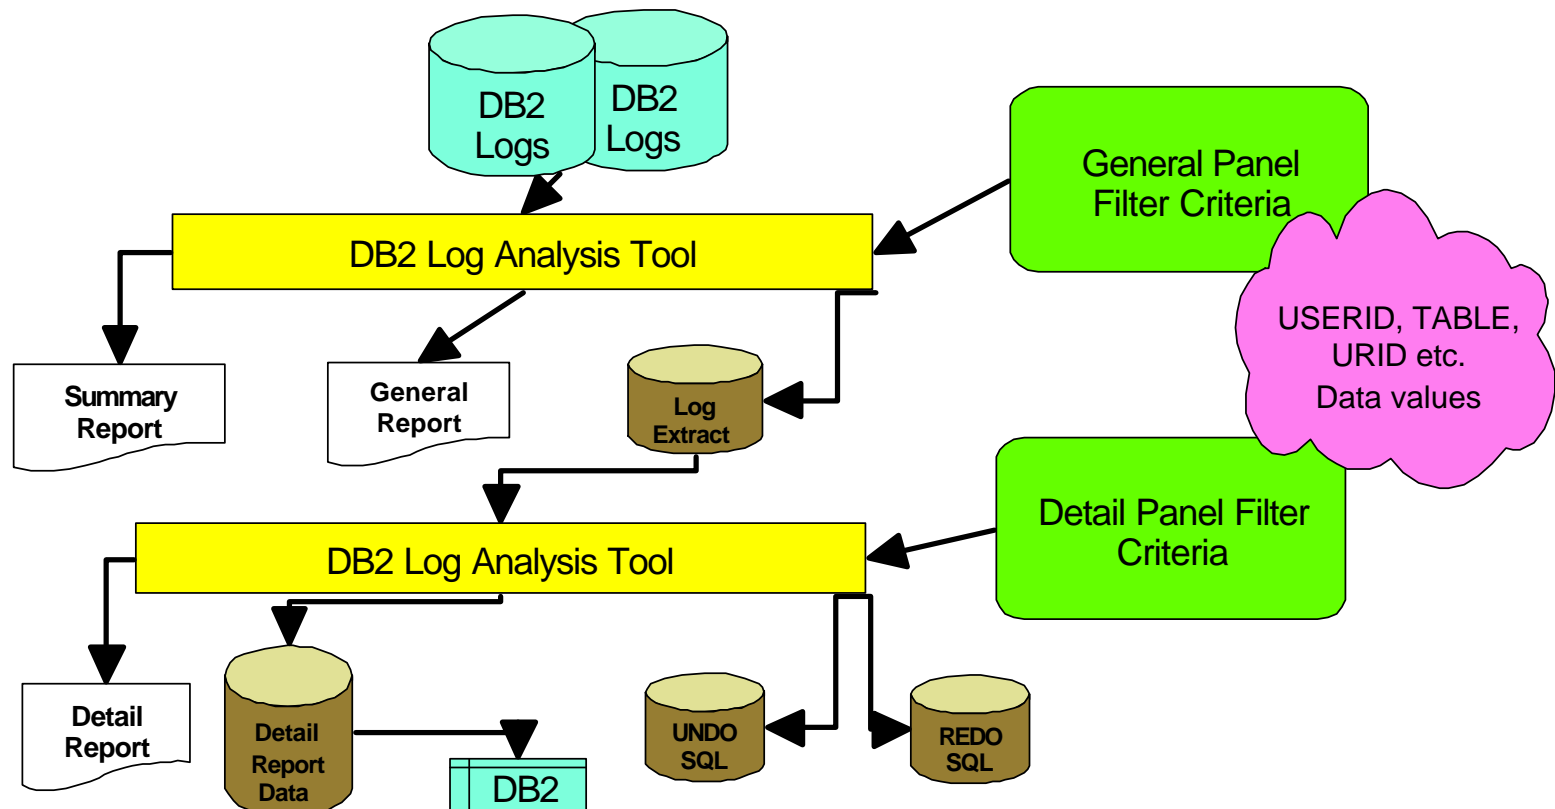 DB2
Logs
DB2
Logs
General Panel
Filter Criteria
DB2 Log Analysis Tool
USERID, TABLE,
URID etc.
Data values
Summary
Report
General
Report
Log
Extract
Detail Panel Filter
Criteria
DB2 Log Analysis Tool
Detail
Report
Detail
Report
Data
DB2
UNDO
SQL
REDO
SQL